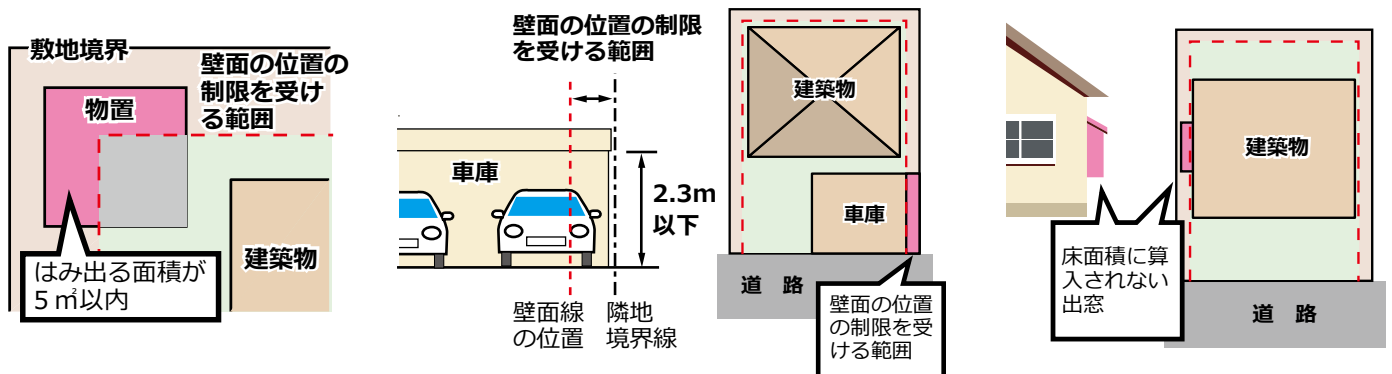 敷地境界
壁面の位置の
制限を受け
る範囲
物置
建築物
はみ出る面積が
5㎡以内
壁面の位置の制限
を受ける範囲
車庫
2.3m
以下
壁面線
の位置
隣地
境界線
建築物
車庫
道 路
壁面の位置
の制限を受
ける範囲
床面積に算
入されない
出窓
建築物
道 路